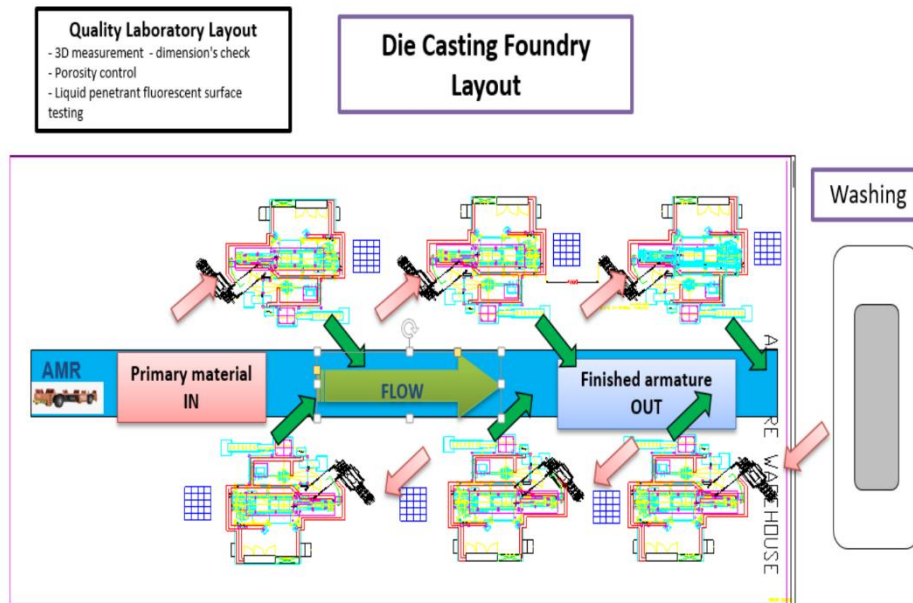 Quality Laboratory Layout
- 3D measurement - dimension's check
- Porosity control
- Liquid penetrant fluorescent surface
testing
Die Casting Foundry
Layout
Washing
AMR
Primary material
IN
FLOW
Finished armature
OUT
A
RE WAREHOUSE